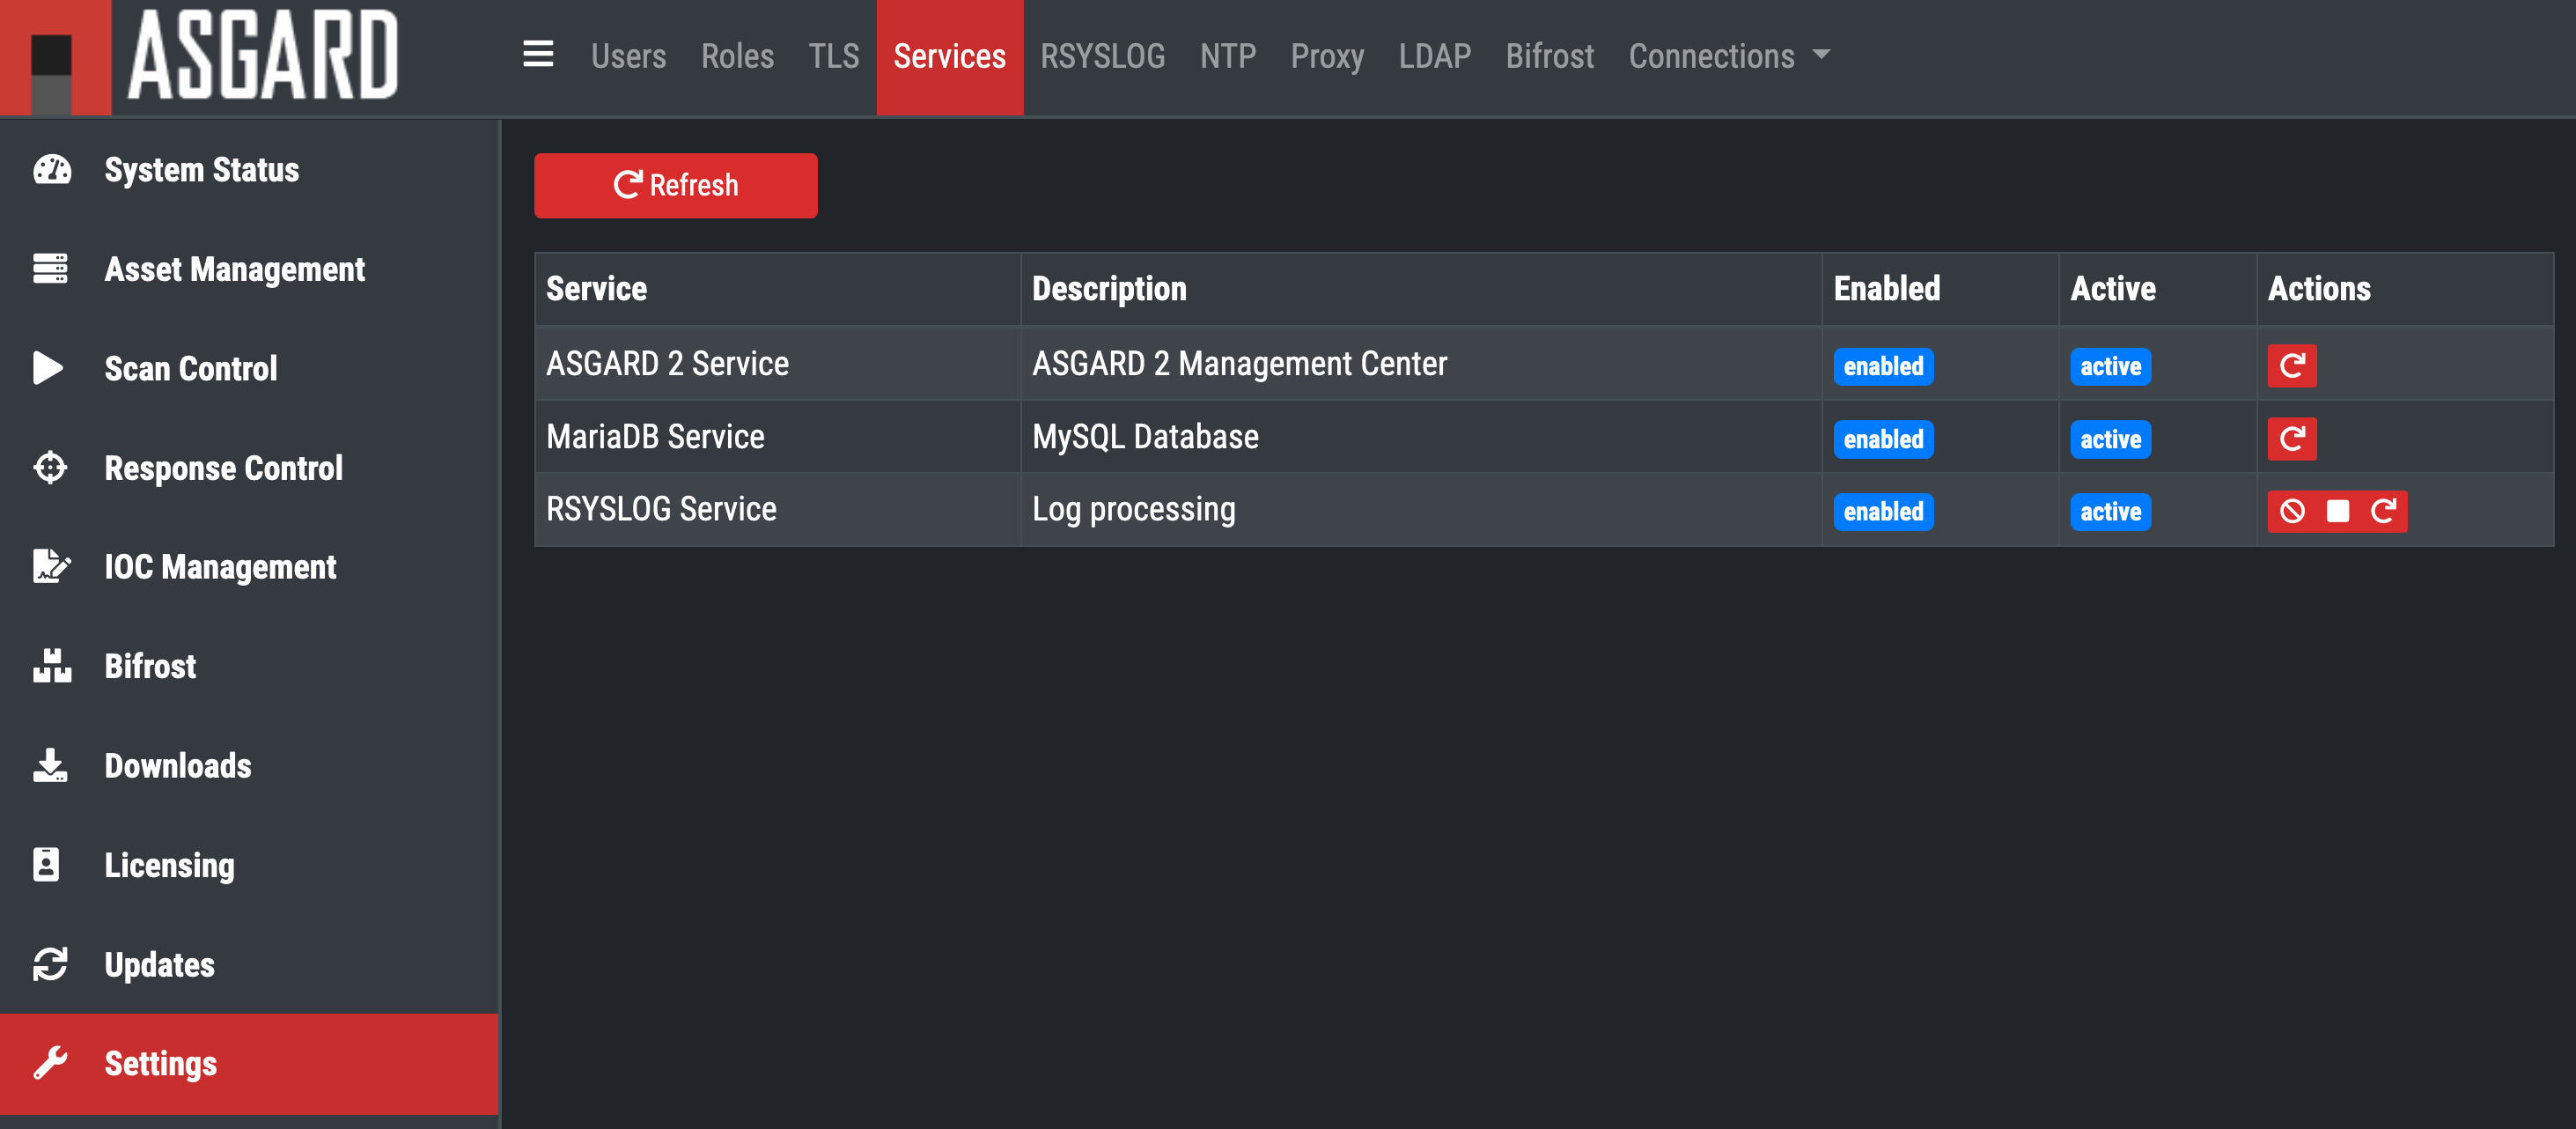 ASGARD
Users Roles TLS Services RSYSLOG NTP Proxy LDAP Bifrost Connections
System Status
Asset Management
Scan Control
Response Control
IOC Management
Bifrost
Downloads
Licensing
Updates
Settings
Refresh
Service Description Enabled Active Actions
ASGARD 2 Service ASGARD 2 Management Center enabled active
MariaDB Service MySQL Database enabled active
RSYSLOG Service Log processing enabled active